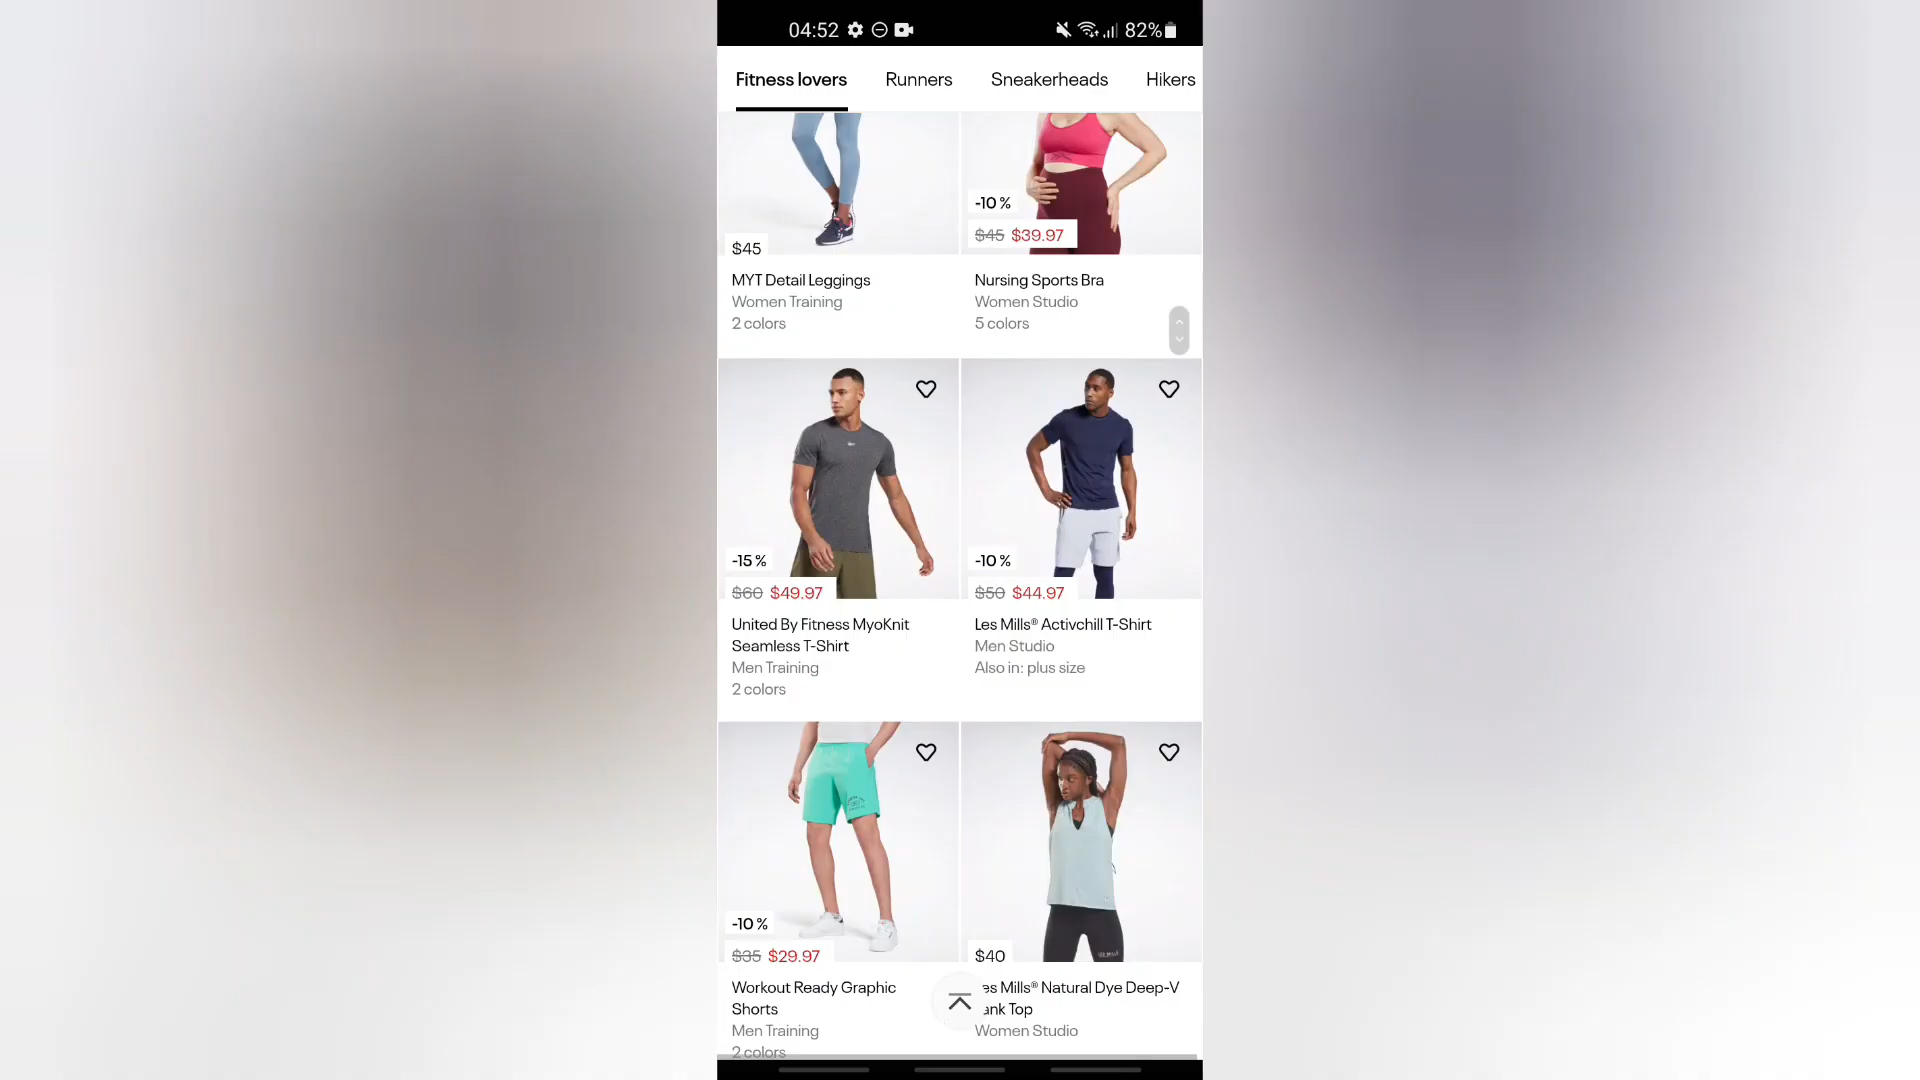 04:52 82%
Fitness lovers Runners Sneakerheads Hikers
$45
MYT Detail Leggings
Women Training
2 colors
-10 %
$45 $39.97
Nursing Sports Bra
Women Studio
5 colors
-15 %
$60 $49.97
United By Fitness MyoKnit
Seamless T-Shirt
Men Training
2 colors
-10 %
$50 $44.97
Les Mills® Activchill T-Shirt
Men Studio
Also in: plus size
-10 %
$35 $29.97
Workout Ready Graphic
Shorts
Men Training
2 colors
$40
es Mills® Natural Dye Deep-V
ank Top
Women Studio